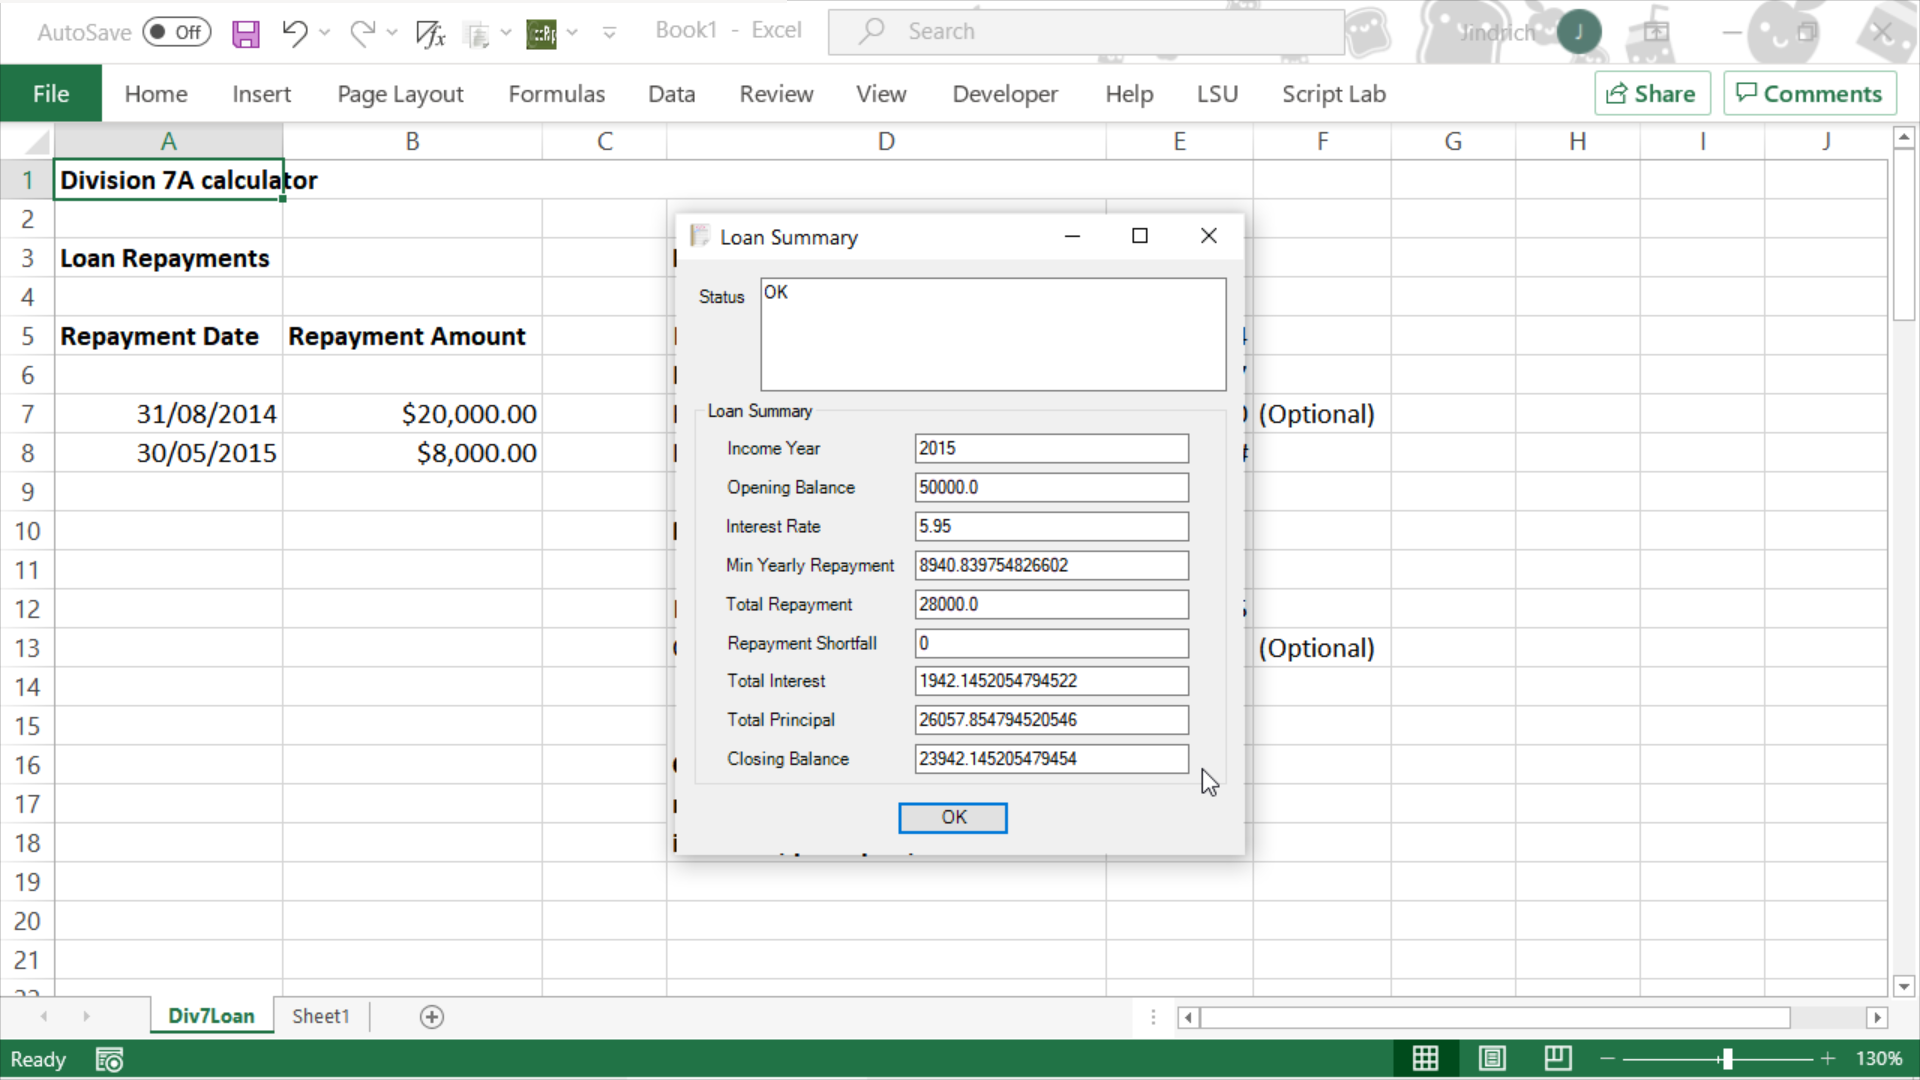 AutoSave Off Book1 - Excel Search Jindrich J
File Home Insert Page Layout Formulas Data Review View Developer Help LSU Script Lab Share Comments
A B C D E F G H I J
1 Division 7A calculator
2
3 Loan Repayments
4
5 Repayment Date Repayment Amount
6
7 31/08/2014 $20,000.00 (Optional)
8 30/05/2015 $8,000.00
9
10
11
12
13 (Optional)
14
15
16
17
18
19
20
21
Loan Summary
Status OK
Loan Summary
Income Year 2015
Opening Balance 50000.0
Interest Rate 5.95
Min Yearly Repayment 8940.839754826602
Total Repayment 28000.0
Repayment Shortfall 0
Total Interest 1942.1452054794522
Total Principal 26057.854794520546
Closing Balance 23942.145205479454
OK
Div7Loan Sheet1
Ready 130%